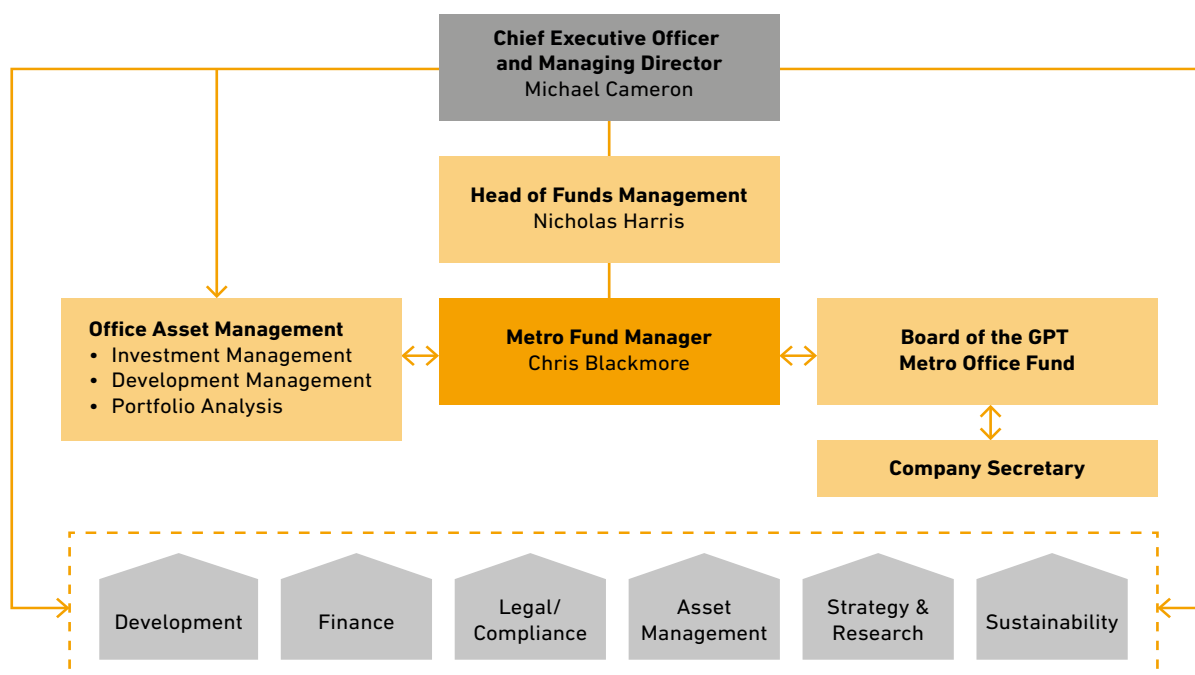 Chief Executive Officer
and Managing Director
Michael Cameron
Head of Funds Management
Nicholas Harris
Office Asset Management
• Investment Management
• Development Management
• Portfolio Analysis
Metro Fund Manager
Chris Blackmore
Board of the GPT
Metro Office Fund
Company Secretary
Development
Finance
Legal/
Compliance
Asset
Management
Strategy &
Research
Sustainability